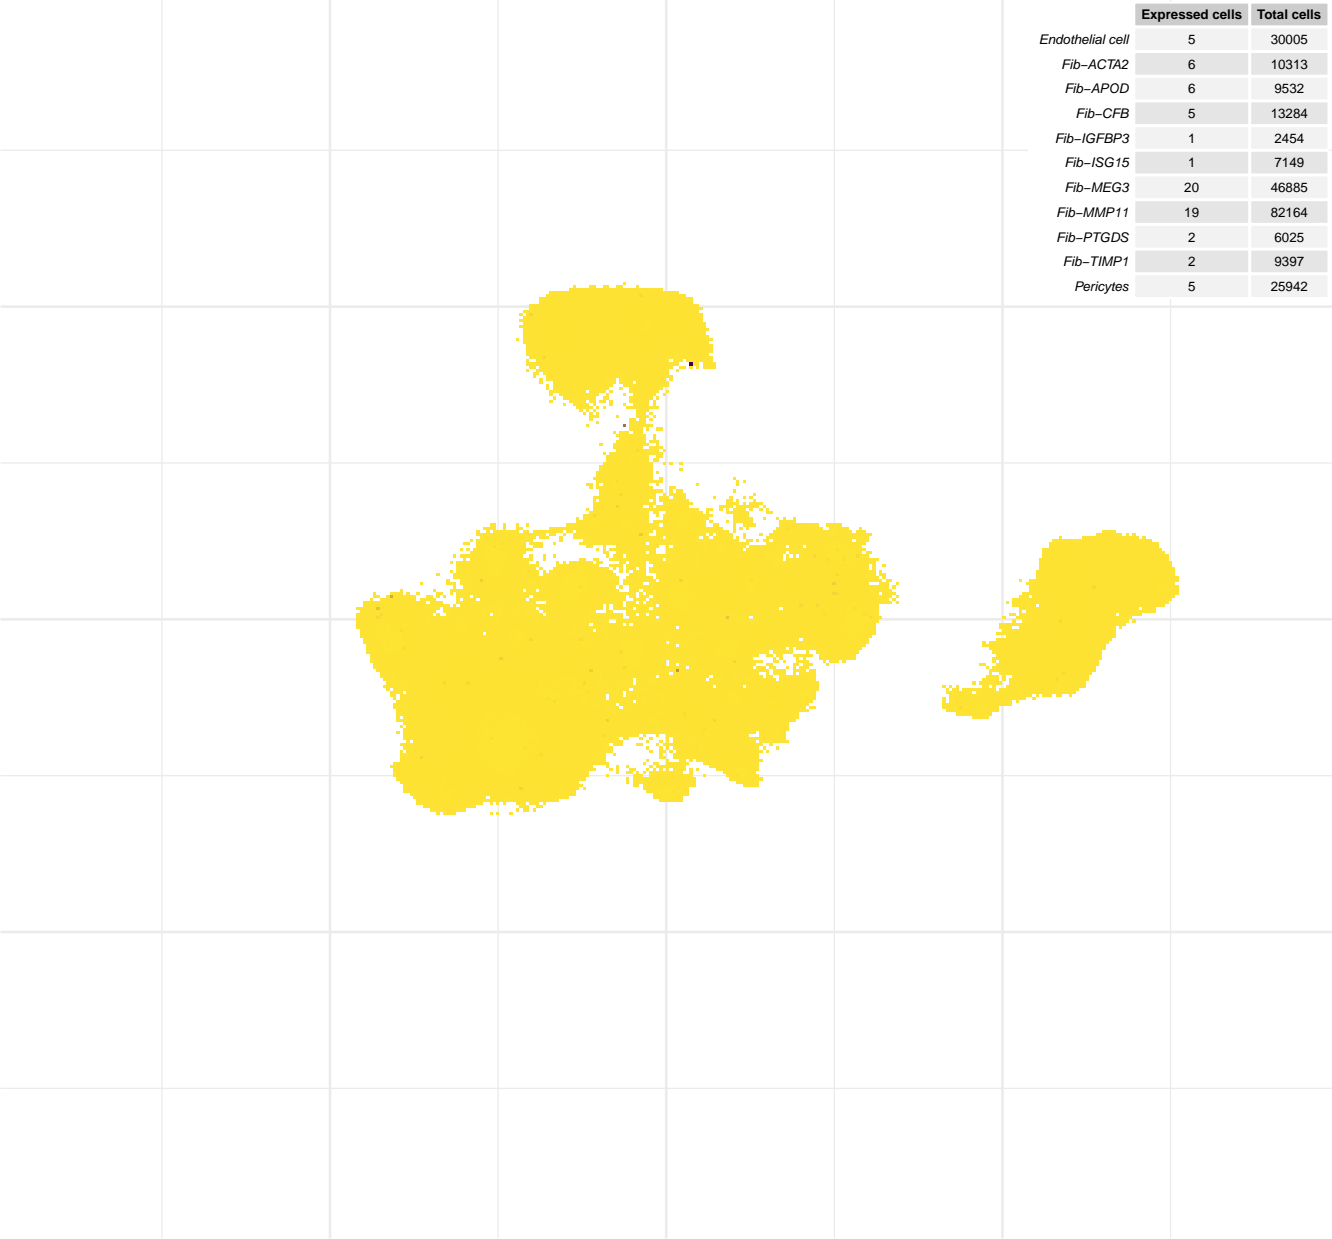 Expressed cells Total cells
Endothelial cell 5 30005
Fib−ACTA2 6 10313
Fib−APOD 6 9532
Fib−CFB 5 13284
Fib−IGFBP3 1 2454
Fib−ISG15 1 7149
Fib−MEG3 20 46885
Fib−MMP11 19 82164
Fib−PTGDS 2 6025
Fib−TIMP1 2 9397
Pericytes 5 25942